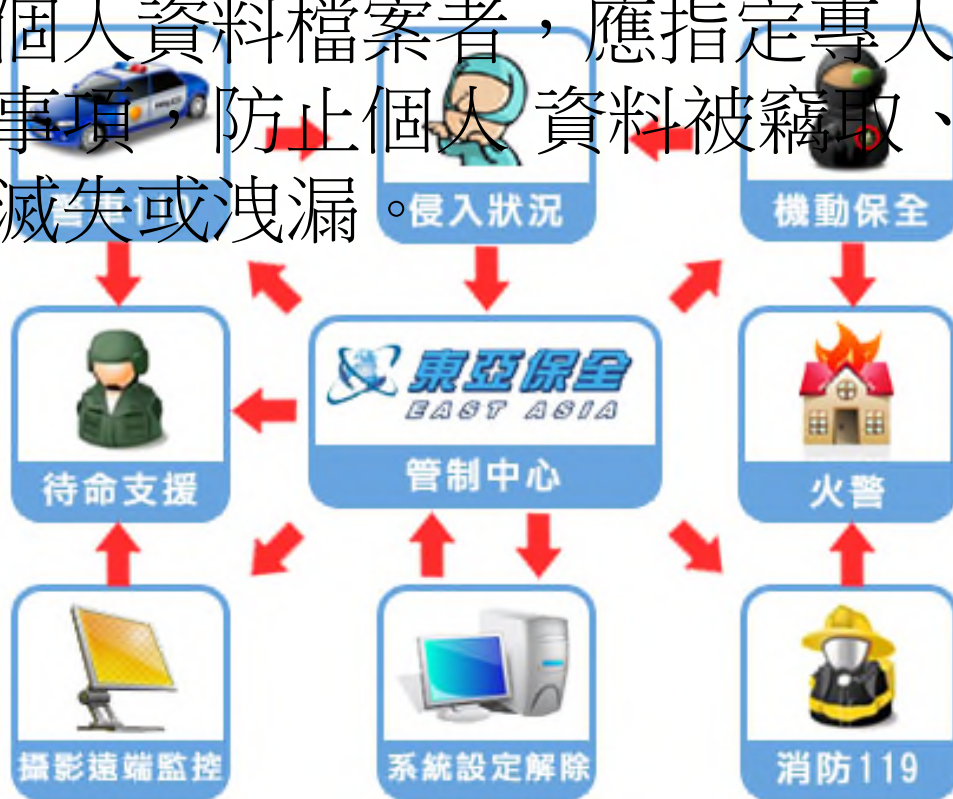 個人資料檔案者,應指定專人
事項,防止個人 資料被竊取、
滅失或洩漏。
侵入狀況
機動保全
東亞保全
EAST ASIA
管制中心
待命支援
火警
攝影遠端監控
系統設定解除
消防119